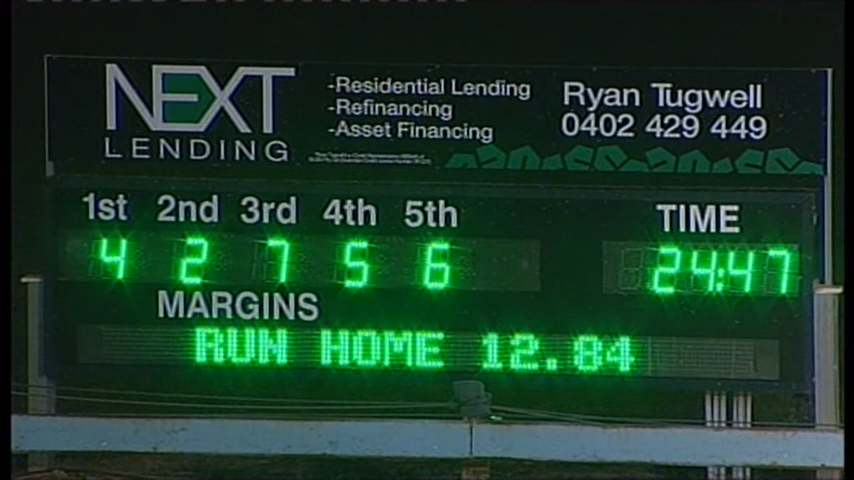 NEXT
LENDING
-Residential Lending
-Refinancing
-Asset Financing
Ryan Tugwell
0402 429 449
1st 2nd 3rd 4th 5th TIME
4 2 7 5 6 24:47
MARGINS
RUN HOME 12.84